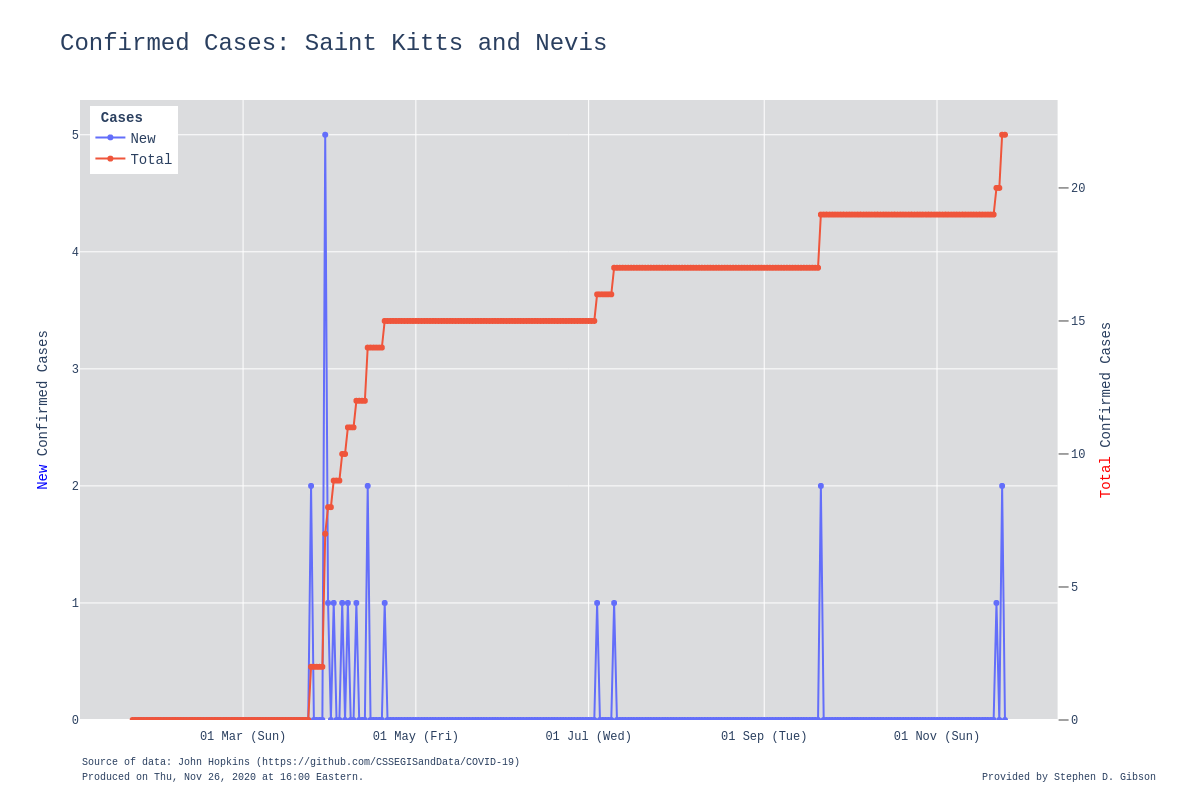 Confirmed Cases: Saint Kitts and Nevis
Cases
New
Total
5
4
3
2
1
0
New Confirmed Cases
20
15
10
5
0
Total Confirmed Cases
01 Mar (Sun)
01 May (Fri)
01 Jul (Wed)
01 Sep (Tue)
01 Nov (Sun)
Source of data: John Hopkins (https://github.com/CSSEGISandData/COVID-19)
Produced on Thu, Nov 26, 2020 at 16:00 Eastern.
Provided by Stephen D. Gibson